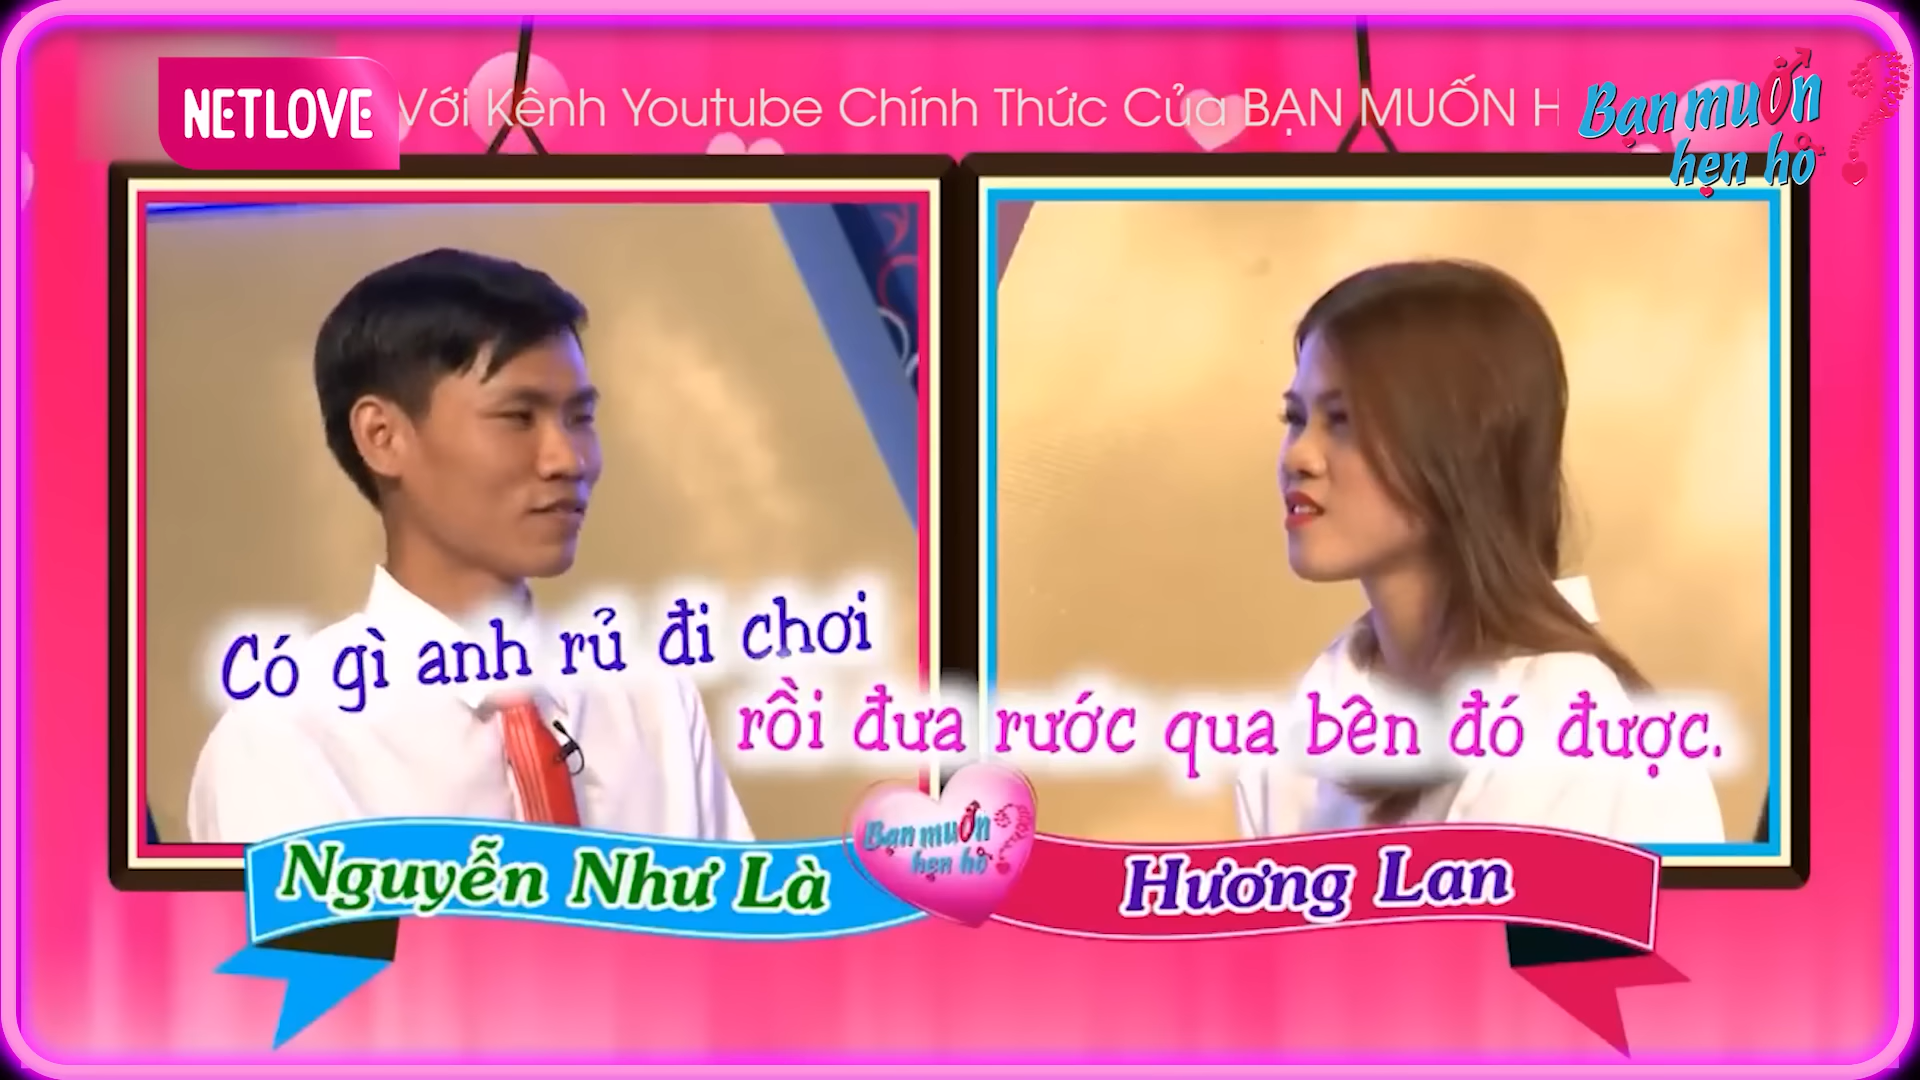 NETLOVE
Với Kênh Youtube Chính Thức Của BẠN MUỐN H
Bạn muốn
hẹn hò
?
Có gì anh rủ đi chơi
rồi đưa rước qua bên đó được.
Bạn muốn
hẹn hò
?
Nguyễn Như Là
Hương Lan